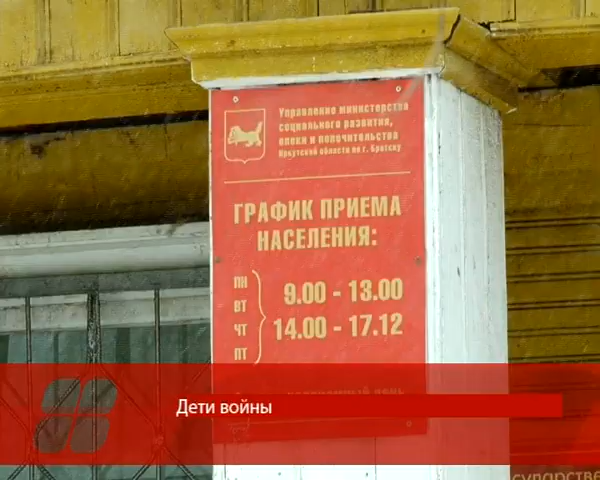 Управление министерства
социального развития,
опеки и попечительства
Иркутской области по г. Братску
ГРАФИК ПРИЕМА
НАСЕЛЕНИЯ:
ПН
ВТ
ЧТ
ПТ
9.00 - 13.00
14.00 - 17.12
день
Дети войны